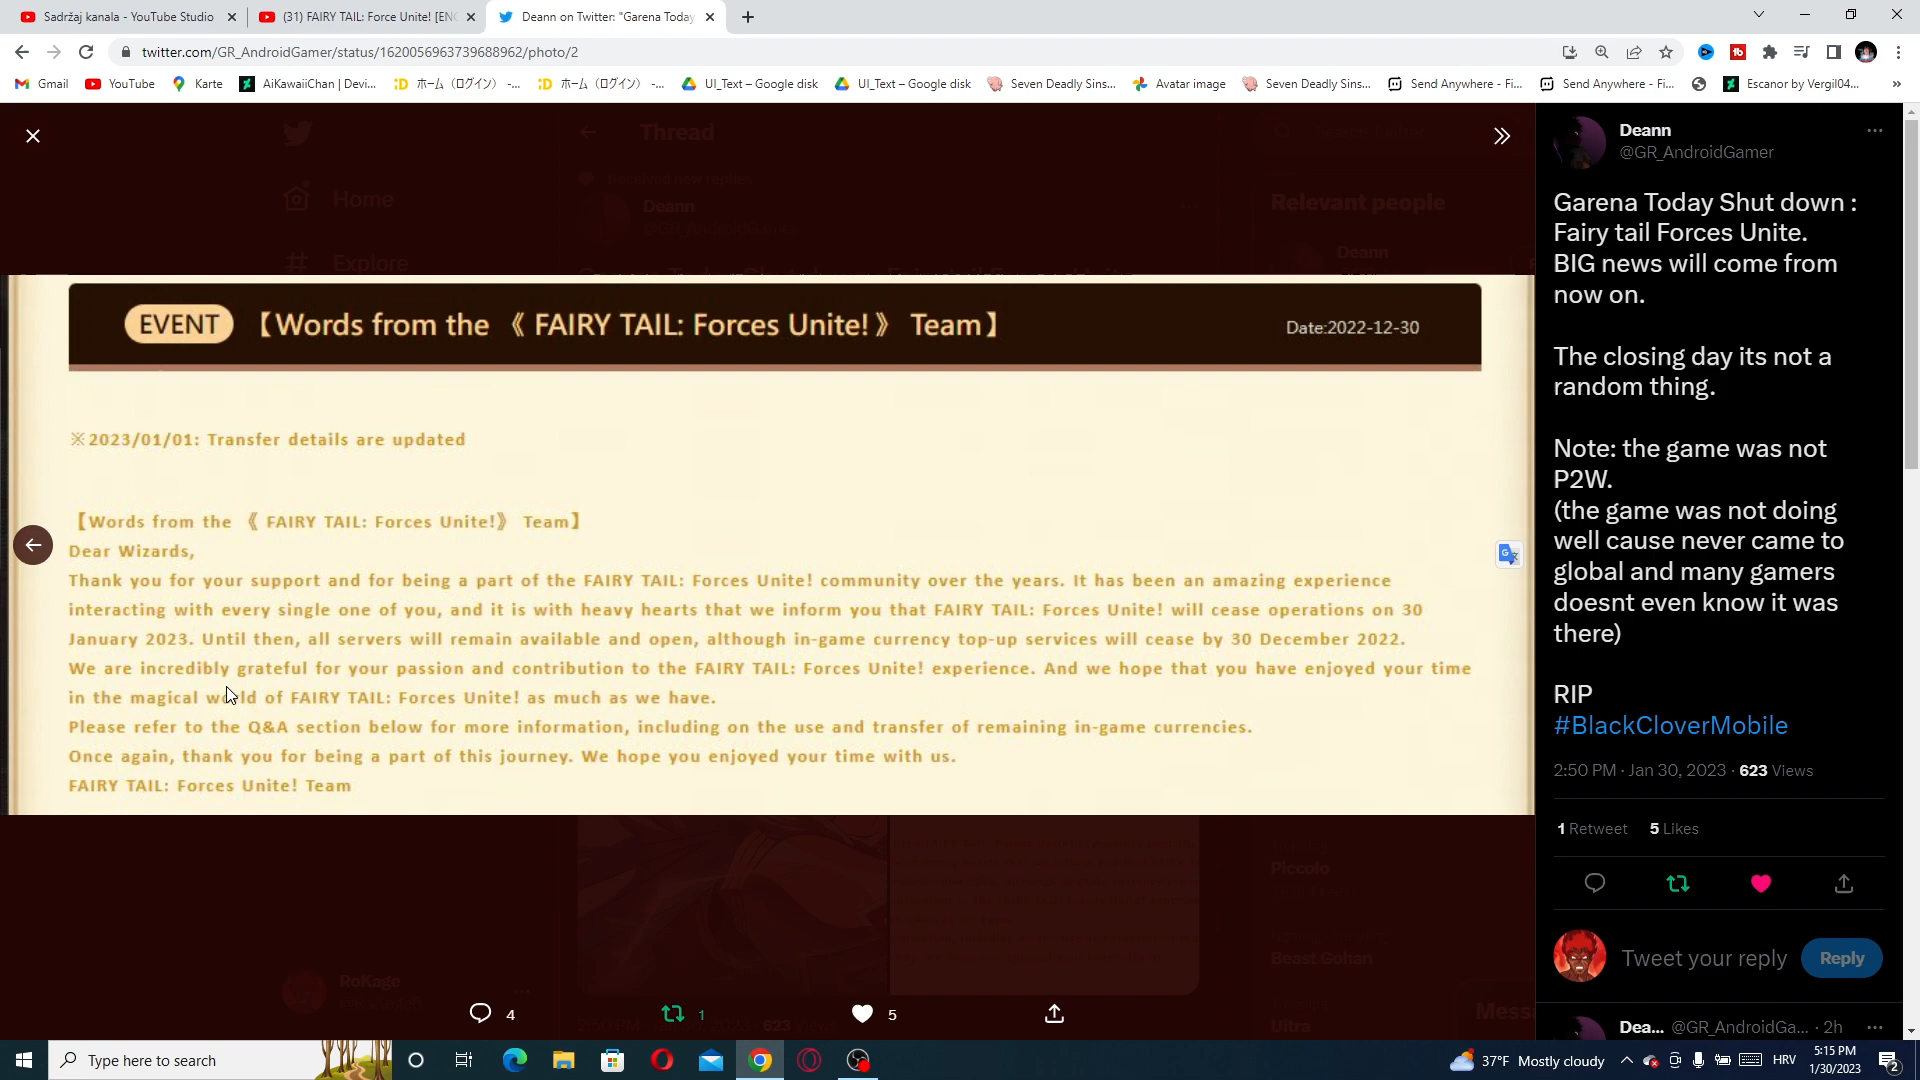 Sadržaj kanala - YouTube Studio
(31) FAIRY TAIL: Force Unite! [ENG
Deann on Twitter: "Garena Today
twitter.com/GR_AndroidGamer/status/1620056963739688962/photo/2
Gmail
YouTube
Karte
AiKawaiiChan | Devi...
ホーム（ログイン） -...
ホーム（ログイン） -...
UI_Text – Google disk
UI_Text – Google disk
Seven Deadly Sins...
Avatar image
Seven Deadly Sins...
Send Anywhere - Fi...
Send Anywhere - Fi...
Escanor by Vergil04...
Thread
Home
Explore
Deann
Relevant people
Deann
EVENT 【Words from the 《 FAIRY TAIL: Forces Unite! 》 Team】 Date:2022-12-30
※2023/01/01: Transfer details are updated
【Words from the 《 FAIRY TAIL: Forces Unite!》 Team】
Dear Wizards,
Thank you for your support and for being a part of the FAIRY TAIL: Forces Unite! community over the years. It has been an amazing experience
interacting with every single one of you, and it is with heavy hearts that we inform you that FAIRY TAIL: Forces Unite! will cease operations on 30
January 2023. Until then, all servers will remain available and open, although in-game currency top-up services will cease by 30 December 2022.
We are incredibly grateful for your passion and contribution to the FAIRY TAIL: Forces Unite! experience. And we hope that you have enjoyed your time
in the magical world of FAIRY TAIL: Forces Unite! as much as we have.
Please refer to the Q&A section below for more information, including on the use and transfer of remaining in-game currencies.
Once again, thank you for being a part of this journey. We hope you enjoyed your time with us.
FAIRY TAIL: Forces Unite! Team
Piccolo
Beast Gohan
Ultra
RoKage
4
1
5
Deann
@GR_AndroidGamer
Garena Today Shut down :
Fairy tail Forces Unite.
BIG news will come from
now on.
The closing day its not a
random thing.
Note: the game was not
P2W.
(the game was not doing
well cause never came to
global and many gamers
doesnt even know it was
there)
RIP
#BlackCloverMobile
2:50 PM · Jan 30, 2023 · 623 Views
1 Retweet 5 Likes
Tweet your reply
Reply
Dea... @GR_AndroidGa... · 2h
Type here to search
37°F Mostly cloudy
HRV
5:15 PM
1/30/2023
2